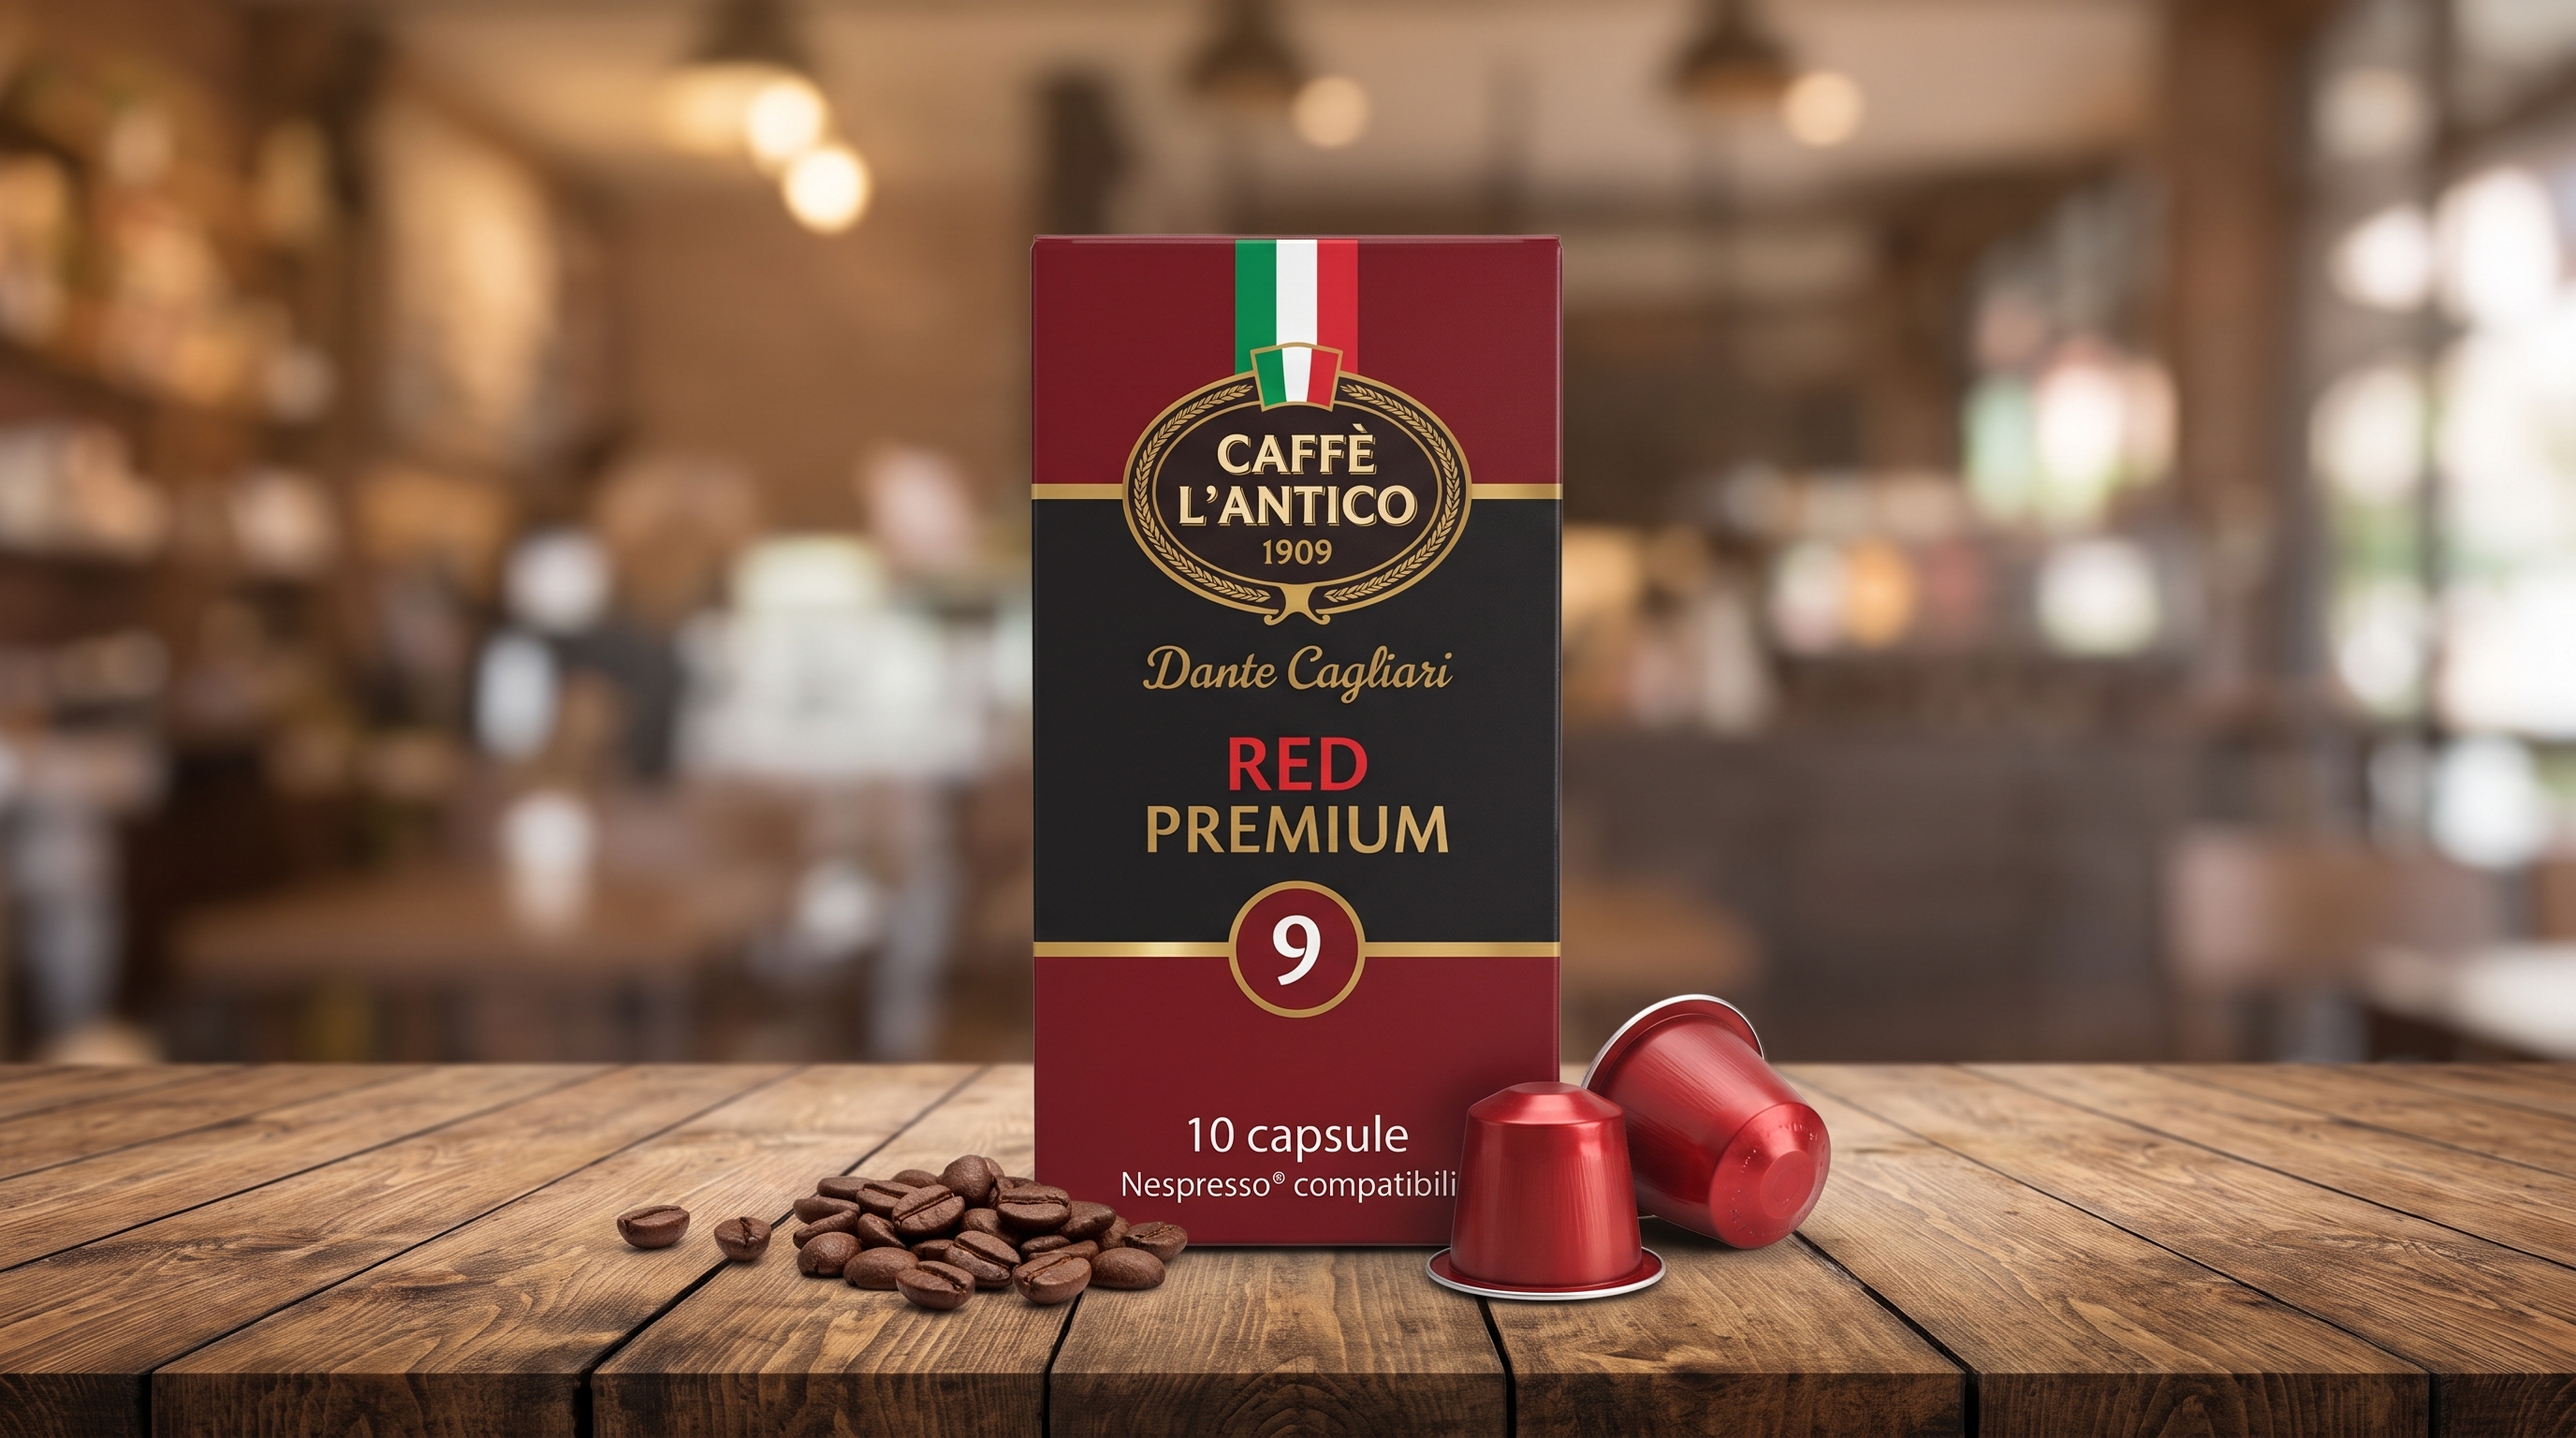 CAFFÈ
L'ANTICO
1909
Dante Cagliari
RED
PREMIUM
9
10 capsule
Nespresso® compatibili